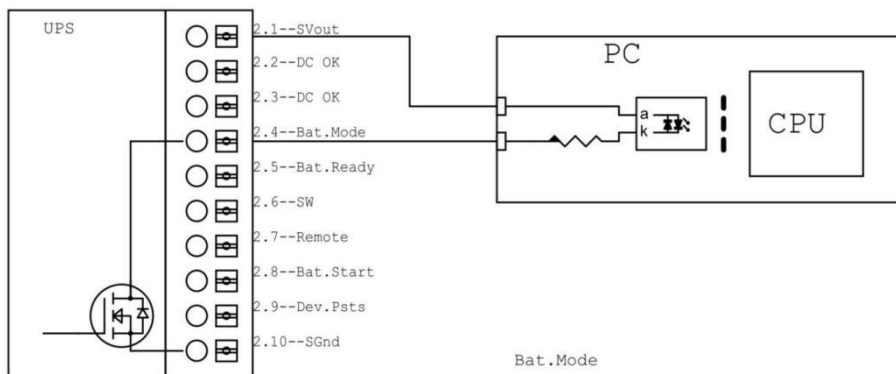 UPS
2.1--SVout
2.2--DC OK
2.3--DC OK
2.4--Bat.Mode
2.5--Bat.Ready
2.6--SW
2.7--Remote
2.8--Bat.Start
2.9--Dev.Psts
2.10--SGnd
PC
a
k
CPU
Bat.Mode